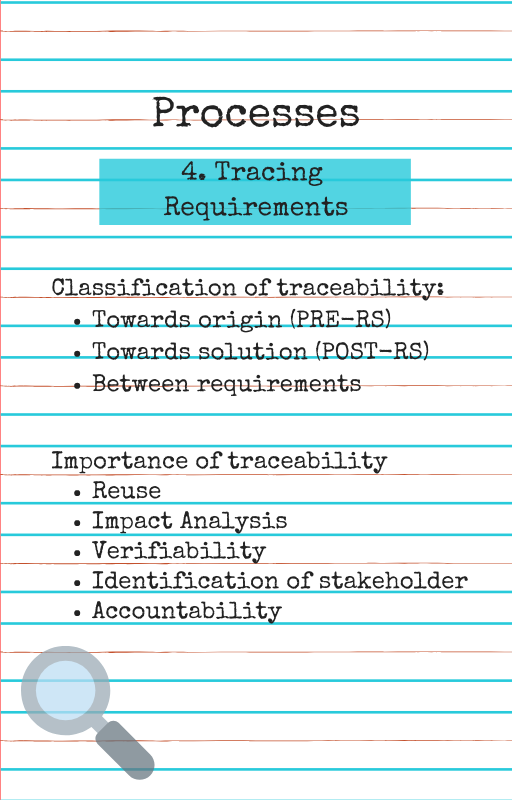 Processes
4. Tracing
Requirements
Classification of traceability:
• Towards origin (PRE-RS)
• Towards solution (POST-RS)
• Between requirements
Importance of traceability
• Reuse
• Impact Analysis
• Verifiability
• Identification of stakeholder
• Accountability